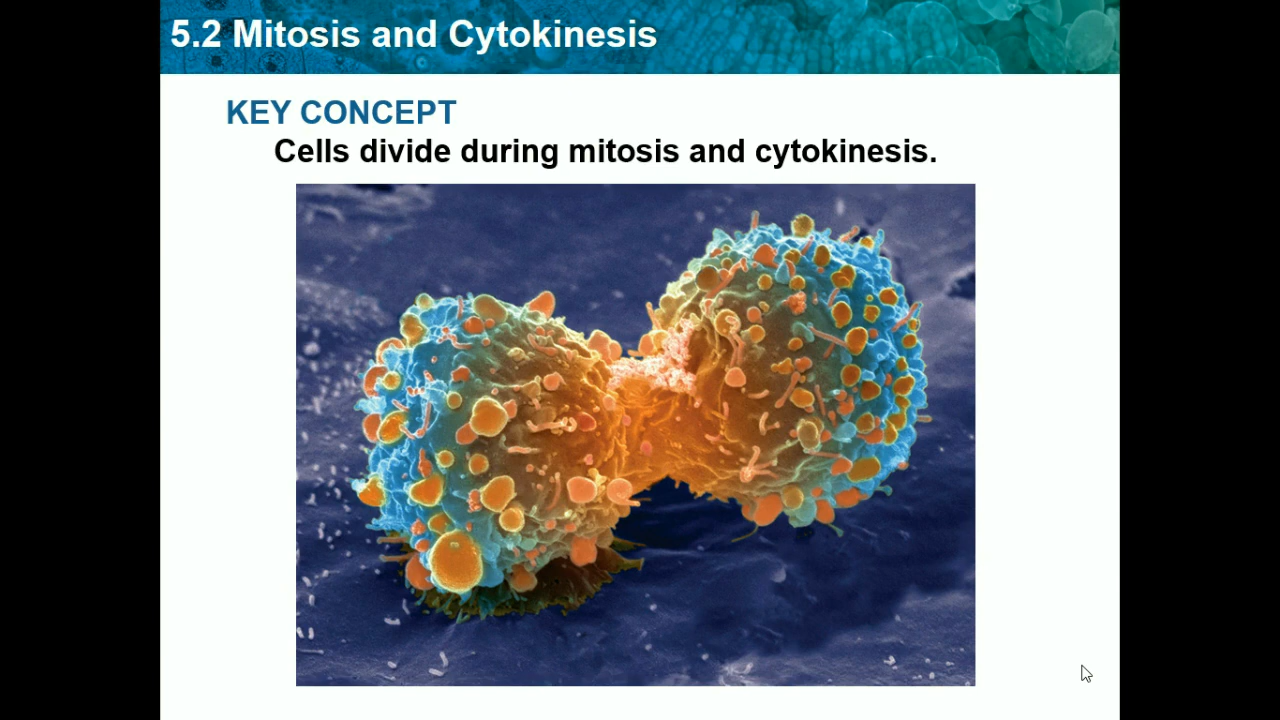 5.2 Mitosis and Cytokinesis
KEY CONCEPT
Cells divide during mitosis and cytokinesis.